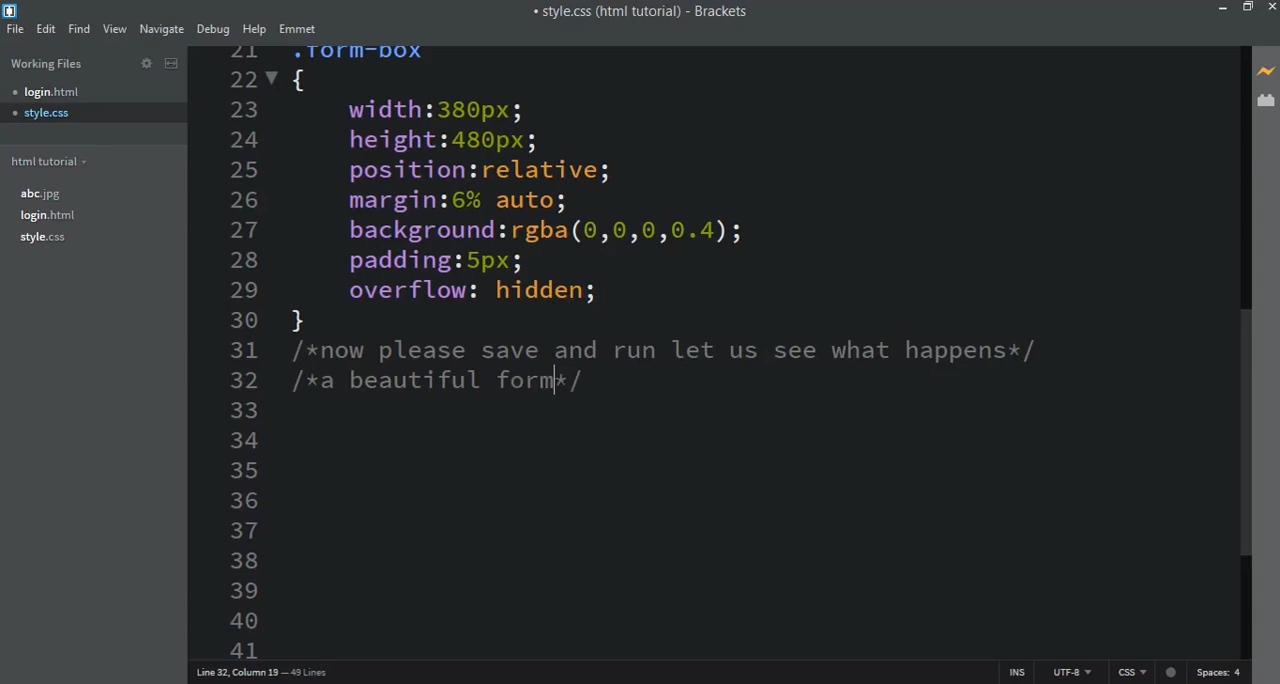 • style.css (html tutorial) - Brackets
File Edit Find View Navigate Debug Help Emmet
Working Files
• login.html
• style.css
html tutorial
abc.jpg
login.html
style.css
21 .form-box
22 {
23 width:380px;
24 height:480px;
25 position:relative;
26 margin:6% auto;
27 background:rgba(0,0,0,0.4);
28 padding:5px;
29 overflow: hidden;
30 }
31 /*now please save and run let us see what happens*/
32 /*a beautiful form*/
33
34
35
36
37
38
39
40
41
Line 32, Column 19 — 49 Lines
INS UTF-8 CSS Spaces: 4